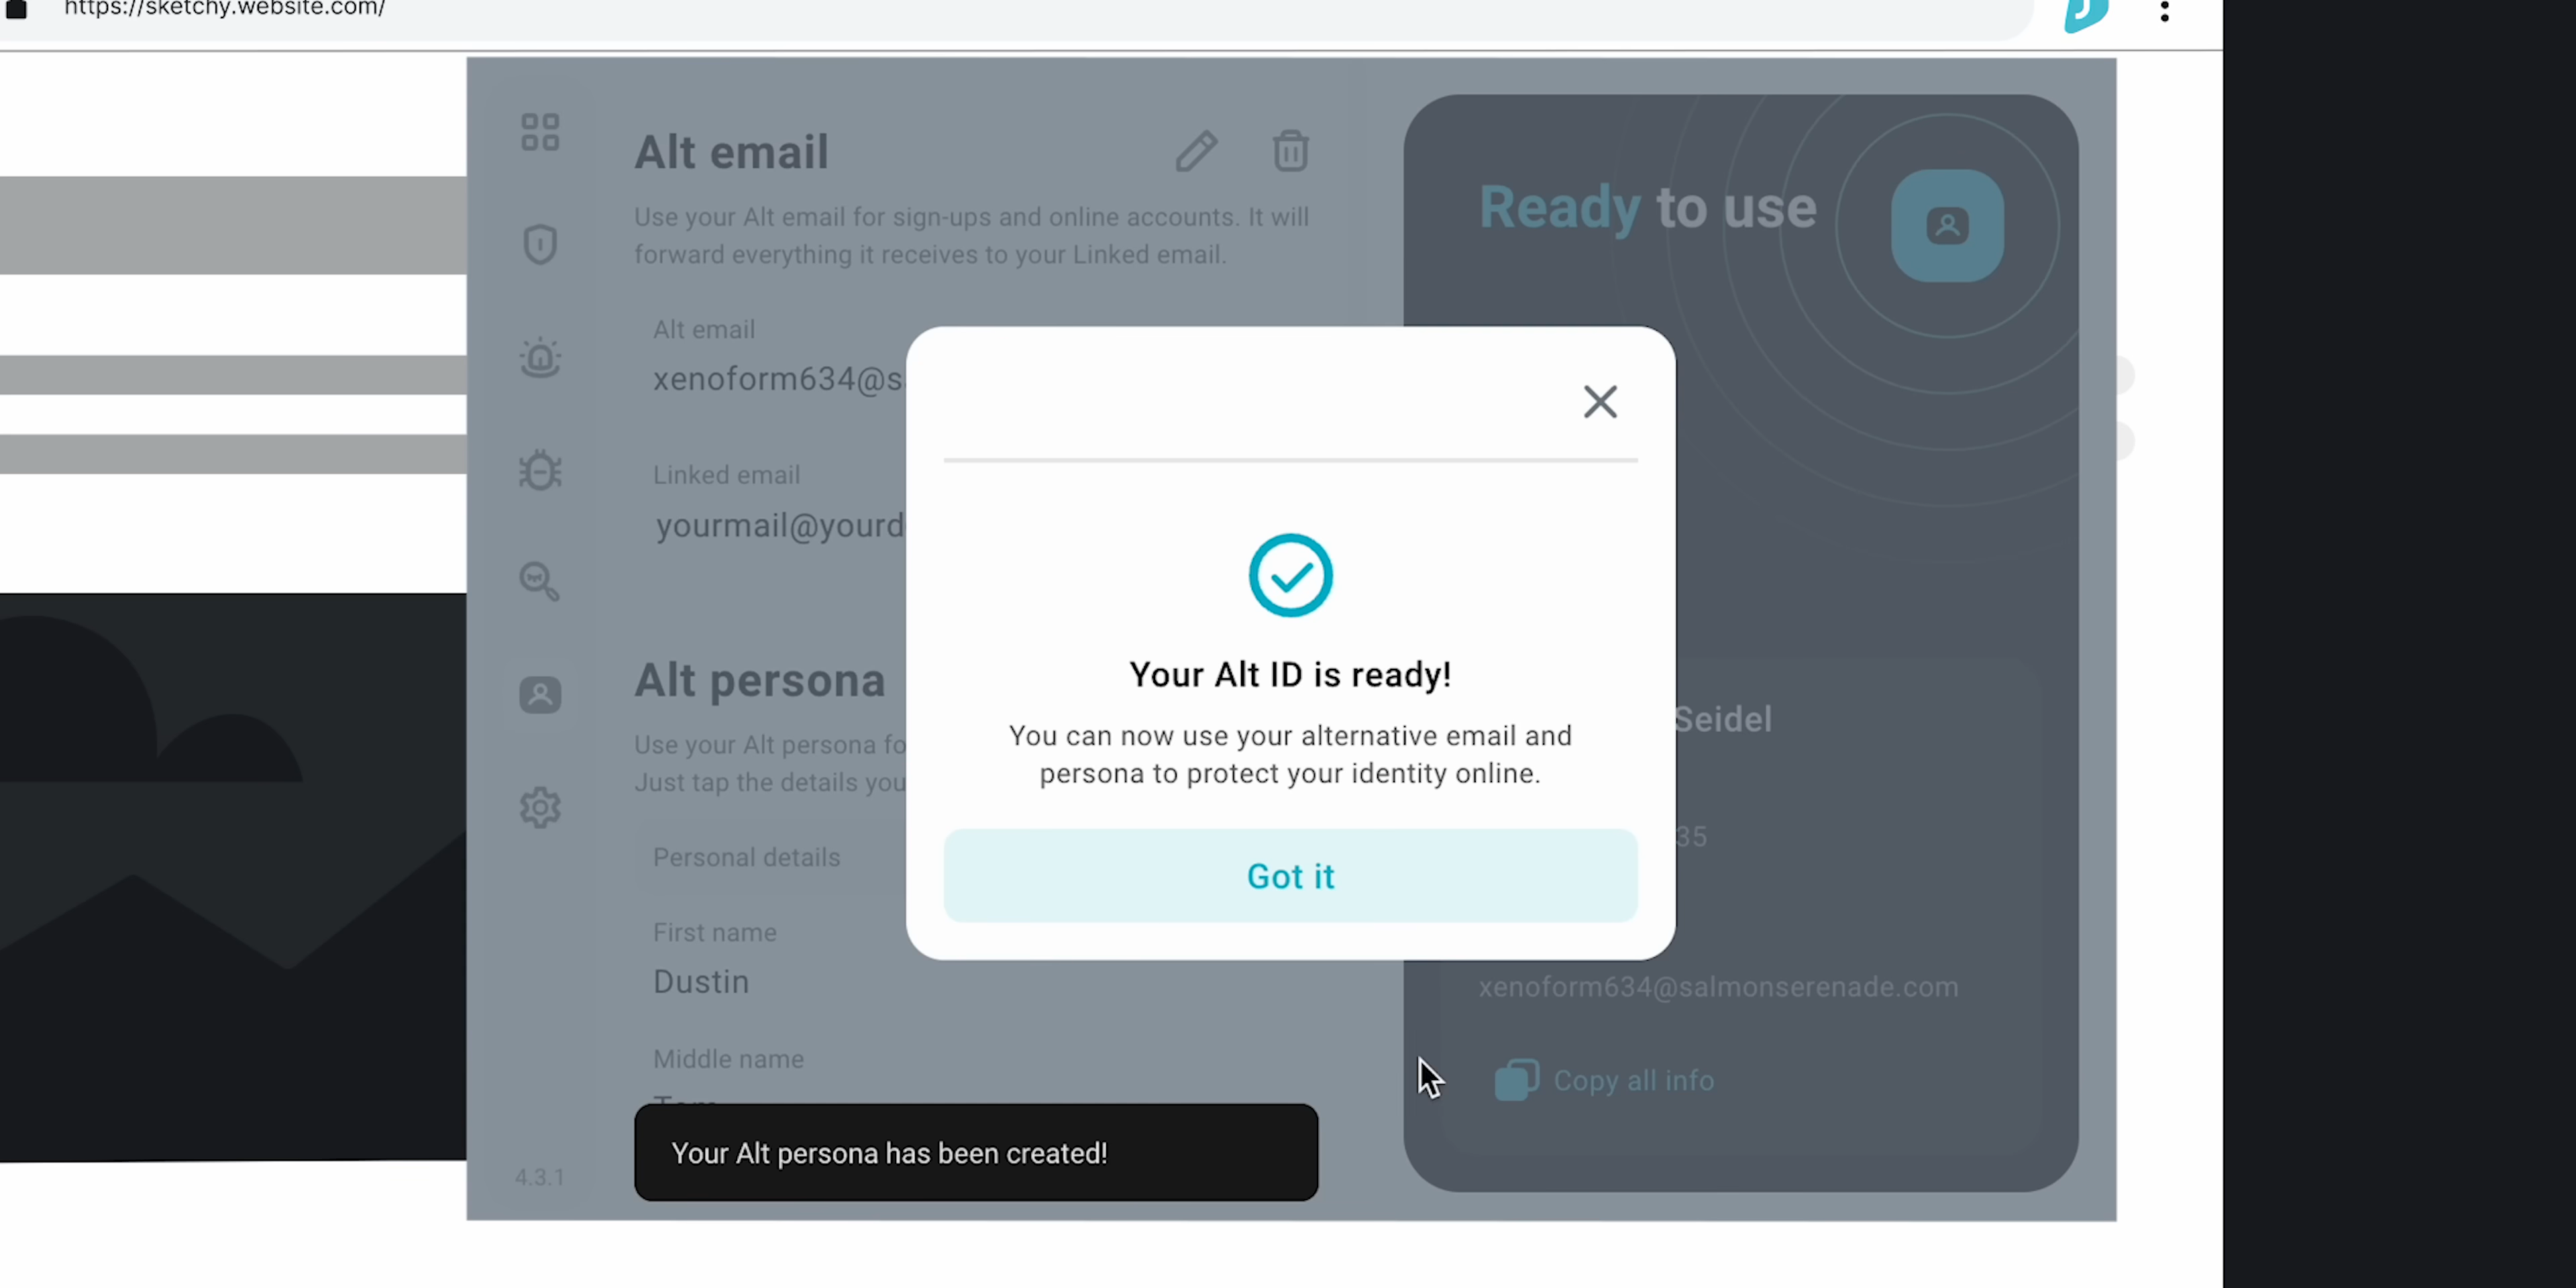 https://sketchy.website.com/
Alt email
Use your Alt email for sign-ups and online accounts. It will
forward everything it receives to your Linked email.
Alt email
xenoform634@s
Linked email
yourmail@yourd
Alt persona
Use your Alt persona fo
Just tap the details you
Personal details
First name
Dustin
Middle name
4.3.1
Your Alt persona has been created!
Your Alt ID is ready!
You can now use your alternative email and
persona to protect your identity online.
Got it
Ready to use
Seidel
35
xenoform634@salmonserenade.com
Copy all info